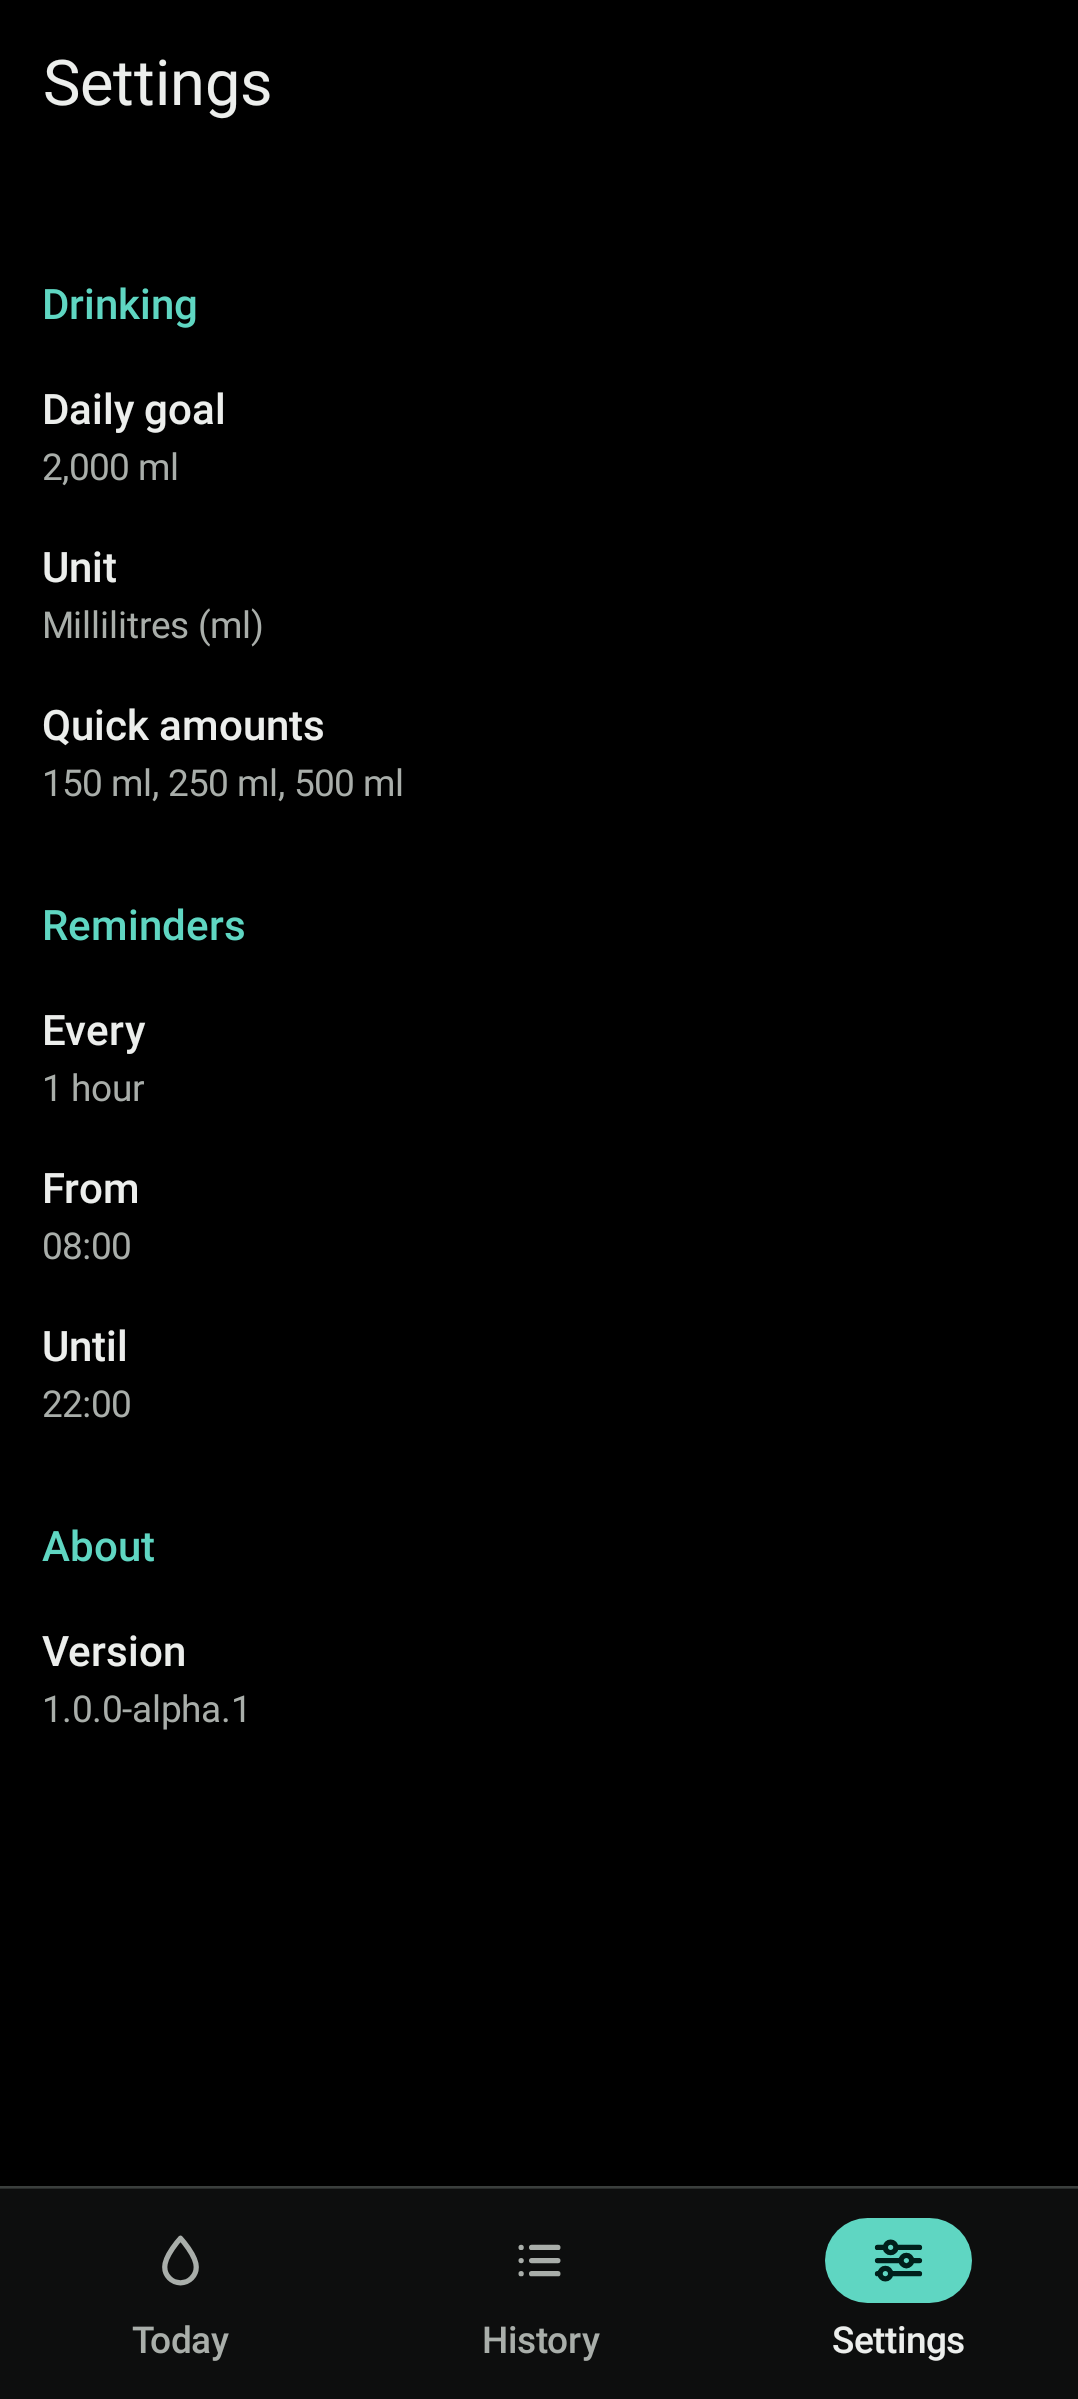 Settings
Drinking
Daily goal
2,000 ml
Unit
Millilitres (ml)
Quick amounts
150 ml, 250 ml, 500 ml
Reminders
Every
1 hour
From
08:00
Until
22:00
About
Version
1.0.0-alpha.1
Today
History
Settings